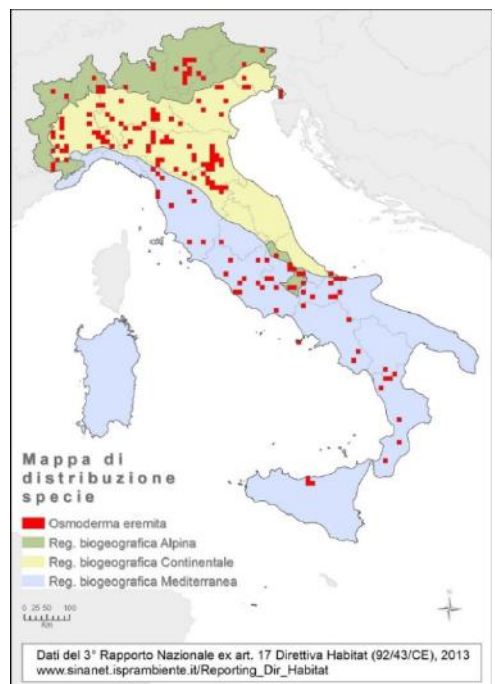 Mappa di
distribuzione
specie
Osmoderma eremita
Reg. biogeografica Alpina
Reg. biogeografica Continentale
Reg. biogeografica Mediterranea
0 25 50 100
Km
Dati del 3° Rapporto Nazionale ex art. 17 Direttiva Habitat (92/43/CE), 2013
www.sinanet.isprambiente.it/Reporting_Dir_Habitat